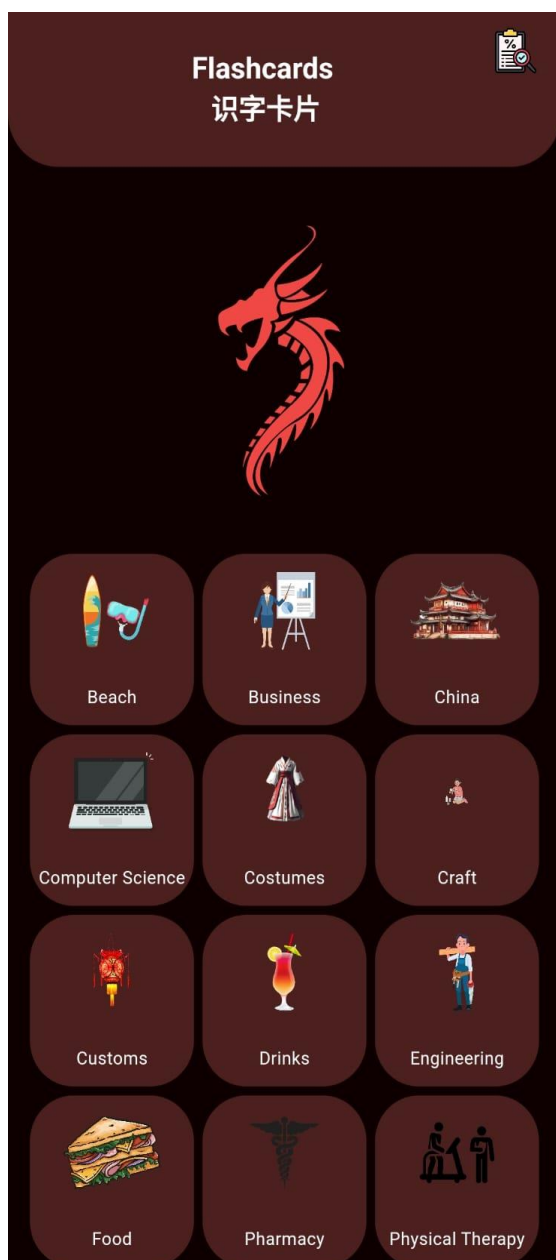 Flashcards
识字卡片
%
Beach
Business
China
Computer Science
Costumes
Craft
Customs
Drinks
Engineering
Food
Pharmacy
Physical Therapy